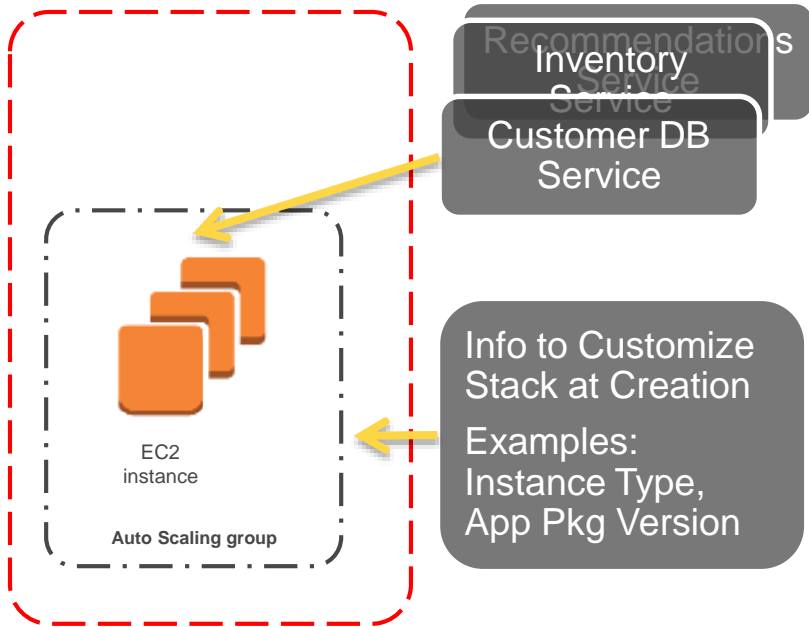 Recommendations
Service
Inventory
Service
Customer DB
Service
EC2
instance
Auto Scaling group
Info to Customize
Stack at Creation
Examples:
Instance Type,
App Pkg Version